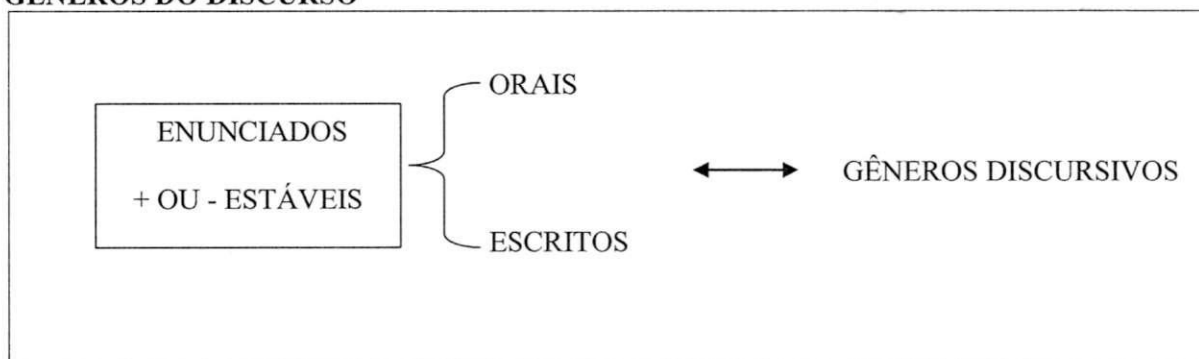 GÊNEROS DO DISCURSO
ORAIS
ENUNCIADOS
+ OU - ESTÁVEIS
GÊNEROS DISCURSIVOS
ESCRITOS